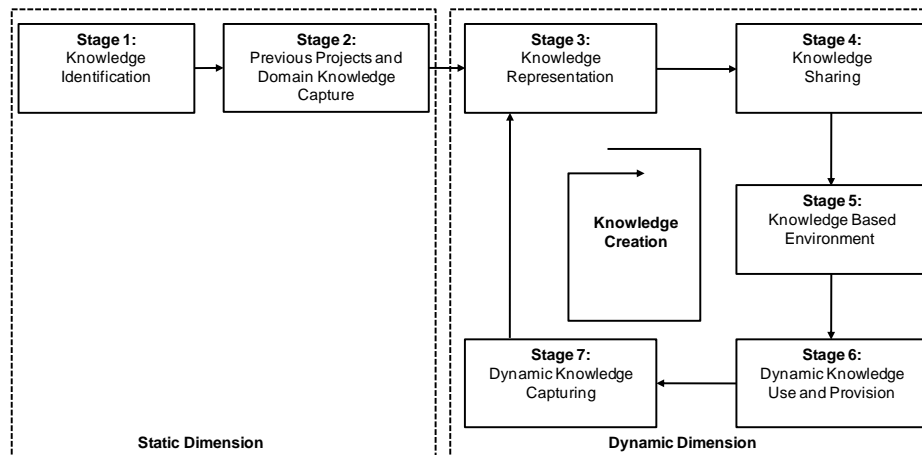 Stage 1:
Knowledge
Identification
Stage 2:
Previous Projects and
Domain Knowledge
Capture
Stage 3:
Knowledge
Representation
Stage 4:
Knowledge
Sharing
Stage 5:
Knowledge Based
Environment
Knowledge
Creation
Stage 7:
Dynamic Knowledge
Capturing
Stage 6:
Dynamic Knowledge
Use and Provision
Static Dimension
Dynamic Dimension